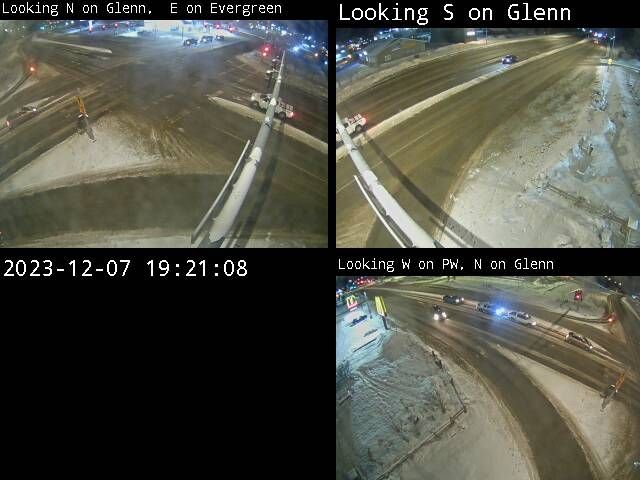 Looking N on Glenn, E on Evergreen
Looking S on Glenn
2023-12-07 19:21:08
Looking W on PW, N on Glenn